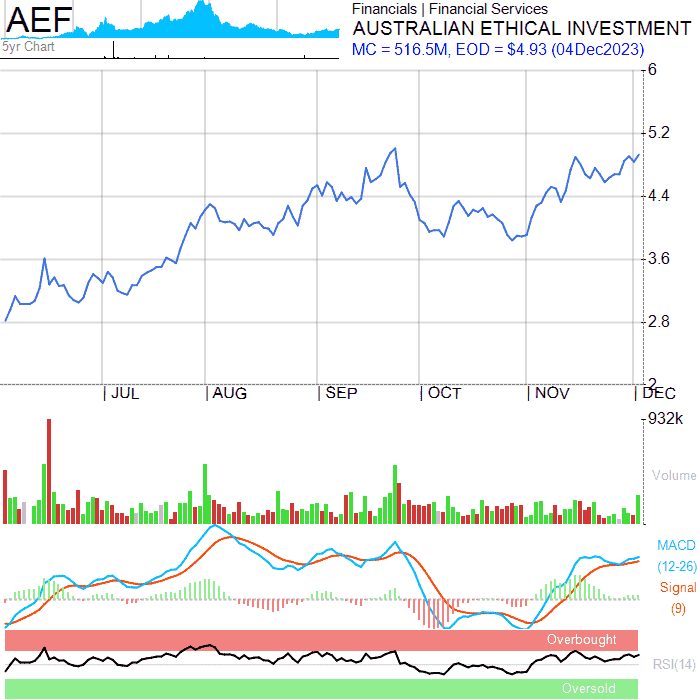 AEF
5yr Chart
Financials | Financial Services
AUSTRALIAN ETHICAL INVESTMENT
MC = 516.5M, EOD = $4.93 (04Dec2023)
6
5.2
4.4
3.6
2.8
2
JUL
AUG
SEP
OCT
NOV
DEC
932k
Volume
MACD
(12-26)
Signal
(9)
Overbought
RSI(14)
Oversold